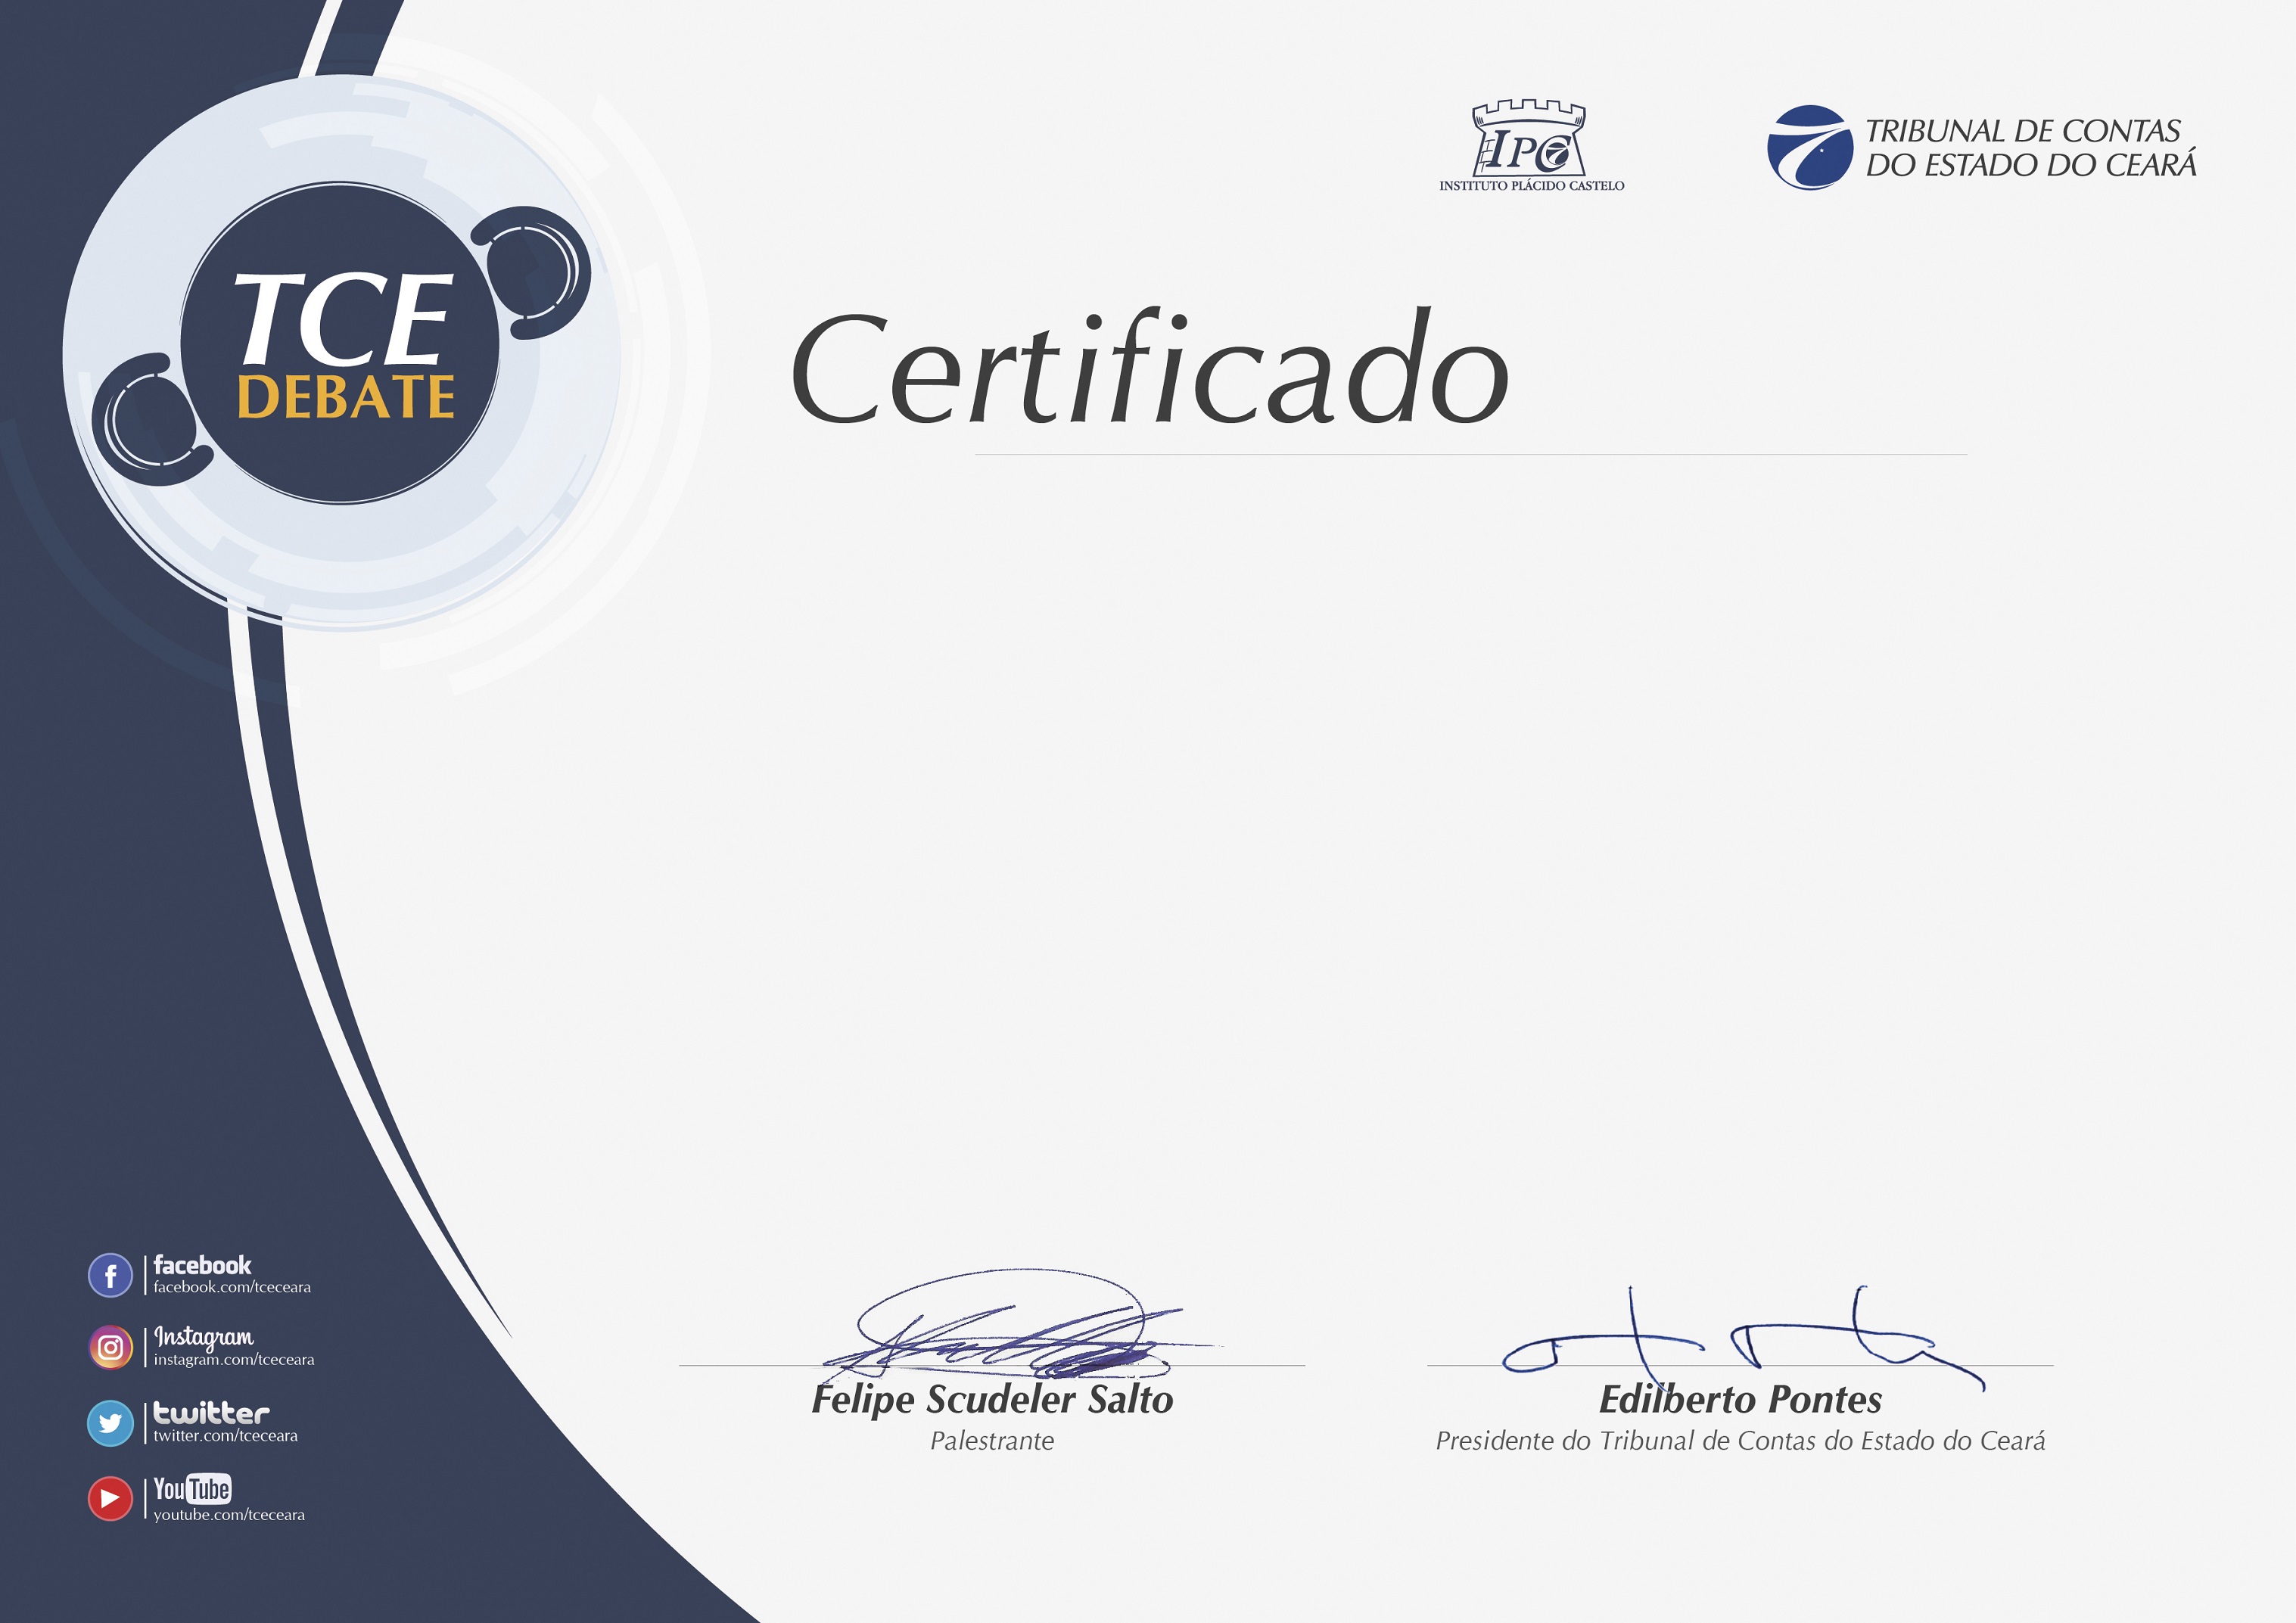 TCE
DEBATE
IPC
INSTITUTO PLÁCIDO CASTELO
TRIBUNAL DE CONTAS
DO ESTADO DO CEARÁ
Certificado
facebook
facebook.com/tceceara
Instagram
instagram.com/tceceara
twitter
twitter.com/tceceara
YouTube
youtube.com/tceceara
Felipe Scudeler Salto
Palestrante
Edilberto Pontes
Presidente do Tribunal de Contas do Estado do Ceará